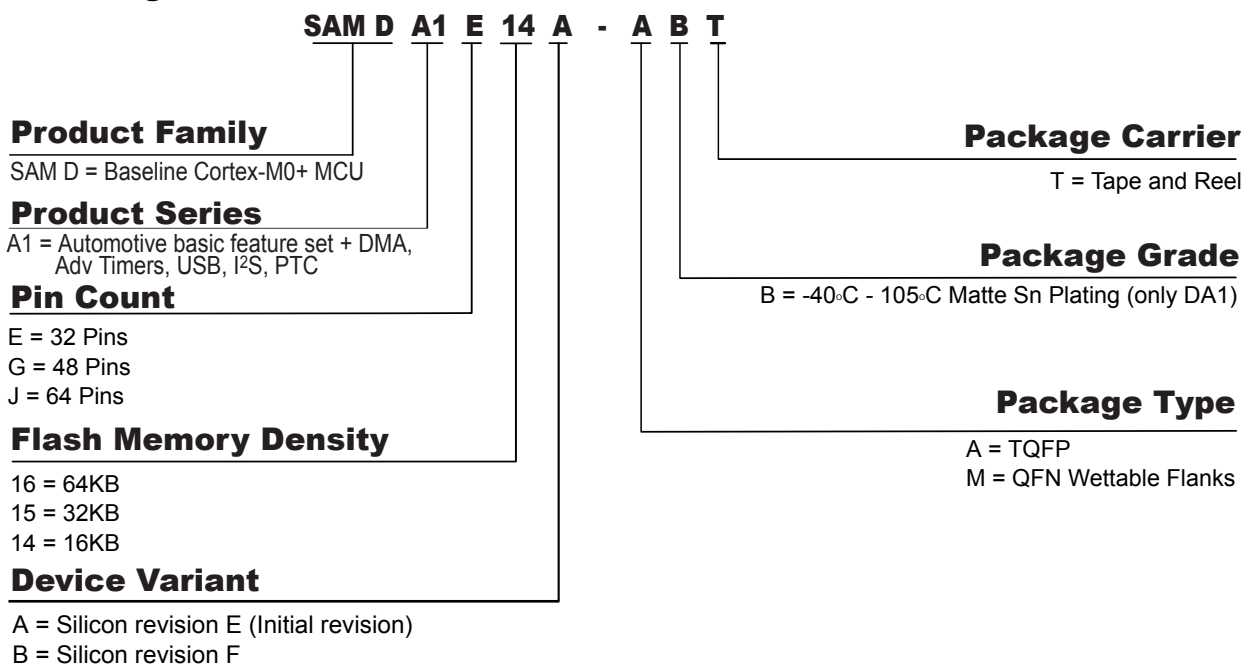 SAM D A1 E 14 A - A B T
Product Family
SAM D = Baseline Cortex-M0+ MCU
Product Series
A1 = Automotive basic feature set + DMA,
Adv Timers, USB, I²S, PTC
Pin Count
E = 32 Pins
G = 48 Pins
J = 64 Pins
Flash Memory Density
16 = 64KB
15 = 32KB
14 = 16KB
Device Variant
A = Silicon revision E (Initial revision)
B = Silicon revision F
Package Carrier
T = Tape and Reel
Package Grade
B = -40◦C - 105◦C Matte Sn Plating (only DA1)
Package Type
A = TQFP
M = QFN Wettable Flanks